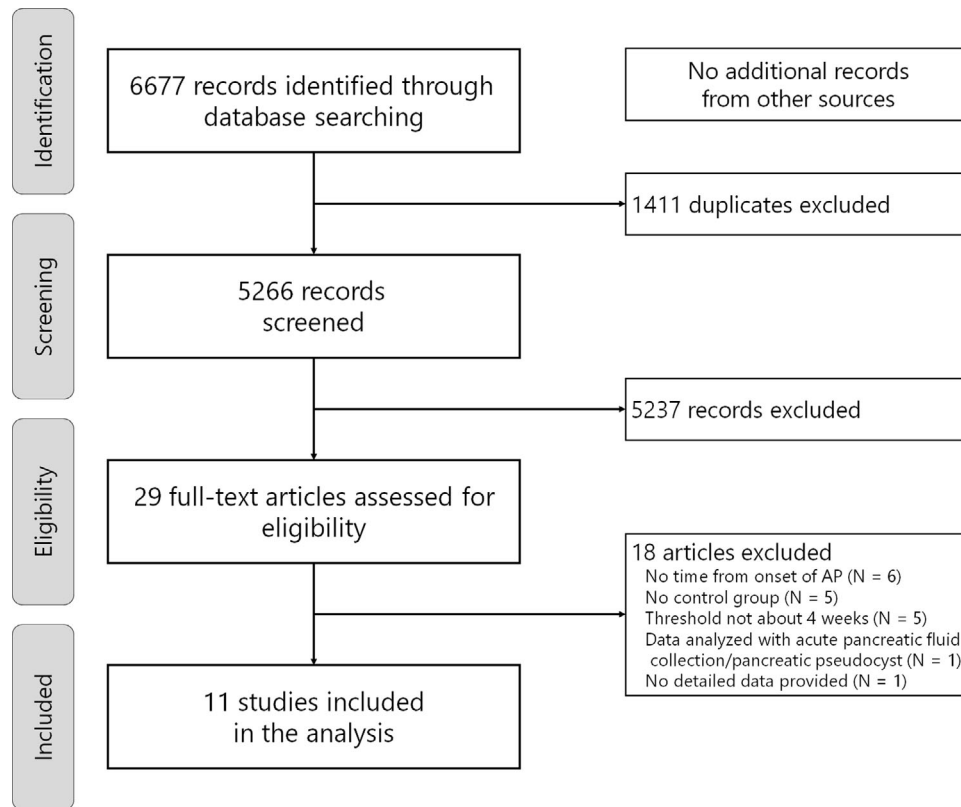 Identification
6677 records identified through
database searching
No additional records
from other sources
1411 duplicates excluded
Screening
5266 records
screened
5237 records excluded
Eligibility
29 full-text articles assessed for
eligibility
18 articles excluded
No time from onset of AP (N = 6)
No control group (N = 5)
Threshold not about 4 weeks (N = 5)
Data analyzed with acute pancreatic fluid
collection/pancreatic pseudocyst (N = 1)
No detailed data provided (N = 1)
Included
11 studies included
in the analysis